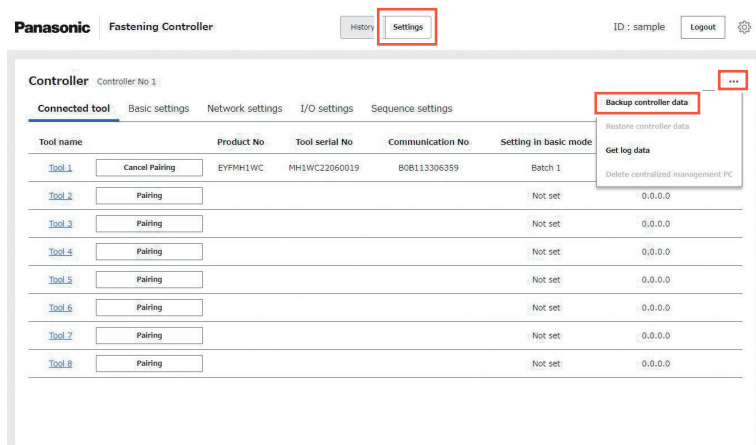 Panasonic Fastening Controller History Settings ID : sample Logout
Controller Controller No 1 ...
Connected tool Basic settings Network settings I/O settings Sequence settings
Backup controller data
Restore controller data
Get log data
Delete centralized management PC
Tool name Product No Tool serial No Communication No Setting in basic mode
Tool 1 Cancel Pairing EYFMH1WC MH1WC22060019 B0B113306359 Batch 1
Tool 2 Pairing Not set 0.0.0.0
Tool 3 Pairing Not set 0.0.0.0
Tool 4 Pairing Not set 0.0.0.0
Tool 5 Pairing Not set 0.0.0.0
Tool 6 Pairing Not set 0.0.0.0
Tool 7 Pairing Not set 0.0.0.0
Tool 8 Pairing Not set 0.0.0.0